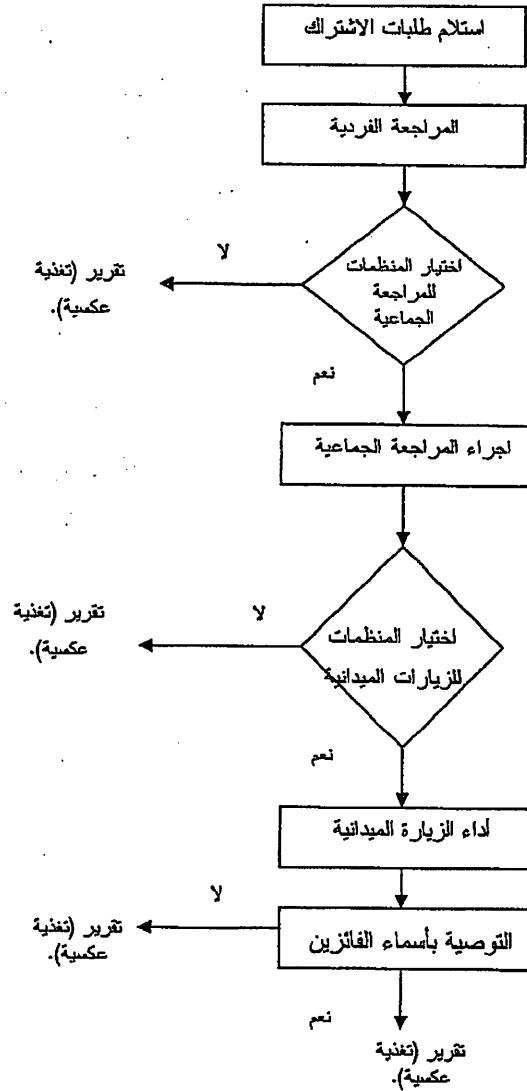 استلام طلبات الاشتراك
المراجعة الفردية
اختيار المنظمات
للمراجعة
الجماعية
لا
تقرير (تغذية
عكسية).
نعم
اجراء المراجعة الجماعية
اختيار المنظمات
للزيارات الميدانية
لا
تقرير (تغذية
عكسية).
نعم
أداء الزيارة الميدانية
التوصية بأسماء الفائزين
لا
تقرير (تغذية
عكسية).
نعم
تقرير (تغذية
عكسية).